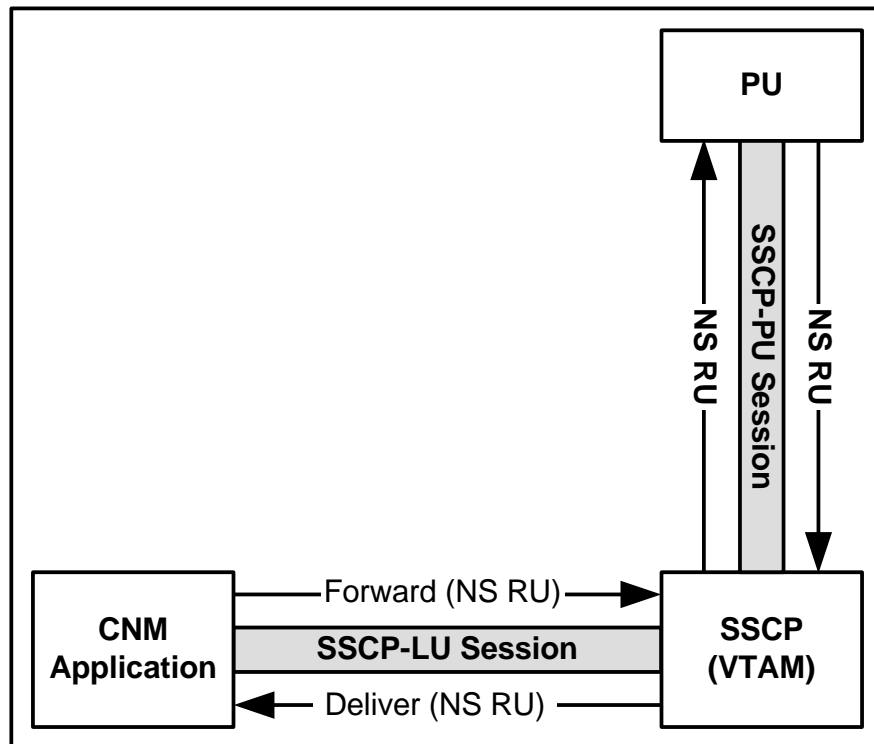 PU
NS RU
SSCP-PU Session
NS RU
CNM
Application
Forward (NS RU)
SSCP-LU Session
Deliver (NS RU)
SSCP
(VTAM)